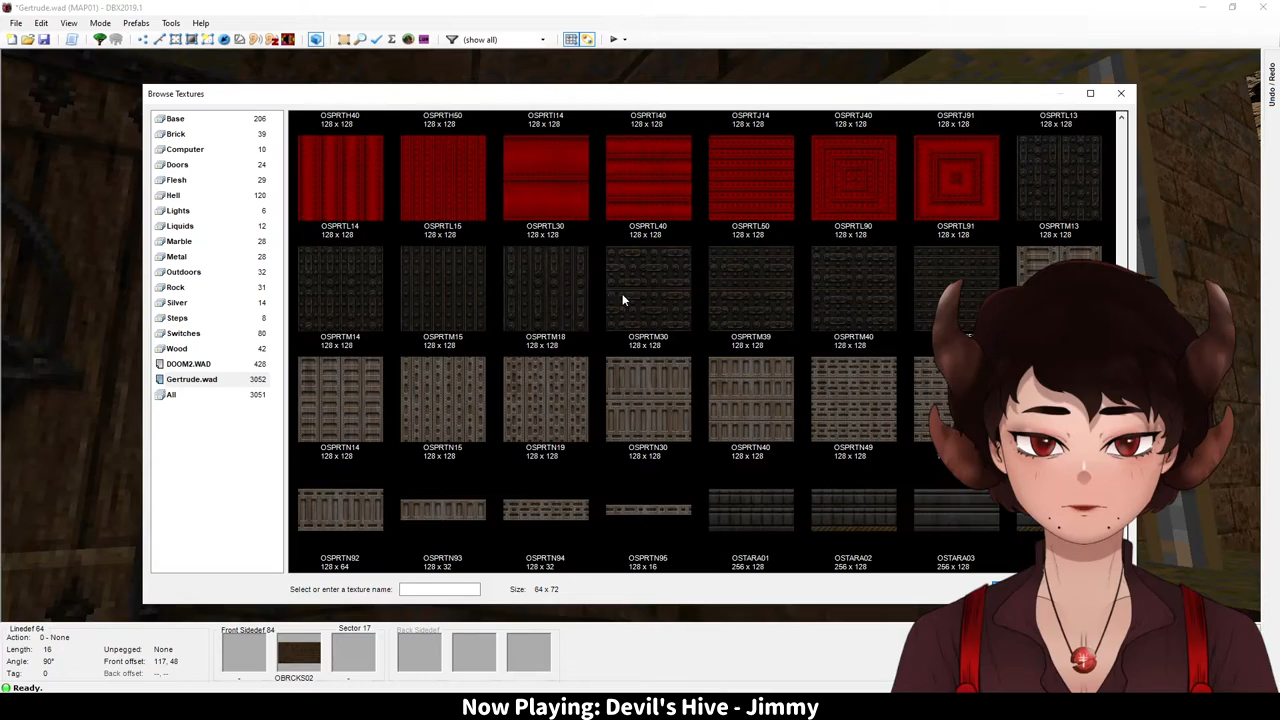 *Gertrude.wad (MAP01) - DBX2019.1
File Edit View Mode Prefabs Tools Help
(show all)
Undo / Redo
Browse Textures
Base 206
Brick 39
Computer 10
Doors 24
Flesh 29
Hell 120
Lights 6
Liquids 12
Marble 28
Metal 28
Outdoors 32
Rock 31
Silver 14
Steps 8
Switches 80
Wood 42
DOOM2.WAD 428
Gertrude.wad 3052
All 3051
OSPRTH40 OSPRTH50 OSPRTI14 OSPRTI40 OSPRTJ14 OSPRTJ40 OSPRTJ91 OSPRTL13
128 x 128 128 x 128 128 x 128 128 x 128 128 x 128 128 x 128 128 x 128 128 x 128
OSPRTL14 OSPRTL15 OSPRTL30 OSPRTL40 OSPRTL50 OSPRTL90 OSPRTL91 OSPRTM13
128 x 128 128 x 128 128 x 128 128 x 128 128 x 128 128 x 128 128 x 128 128 x 128
OSPRTM14 OSPRTM15 OSPRTM18 OSPRTM30 OSPRTM39 OSPRTM40
128 x 128 128 x 128 128 x 128 128 x 128 128 x 128 128 x 128
OSPRTN14 OSPRTN15 OSPRTN19 OSPRTN30 OSPRTN40 OSPRTN49
128 x 128 128 x 128 128 x 128 128 x 128 128 x 128 128 x 128
OSPRTN92 OSPRTN93 OSPRTN94 OSPRTN95 OSTARA01 OSTARA02 OSTARA03
128 x 64 128 x 32 128 x 32 128 x 16 256 x 128 256 x 128 256 x 128
Select or enter a texture name: Size: 64 x 72
Linedef 64
Action: 0 - None
Length: 16 Unpegged: None
Angle: 90° Front offset: 117, 48
Tag: 0 Back offset: --, --
Front Sidedef 84 Sector 17
- OBRCKS02 -
Back Sidedef
Ready.
Now Playing: Devil's Hive - Jimmy